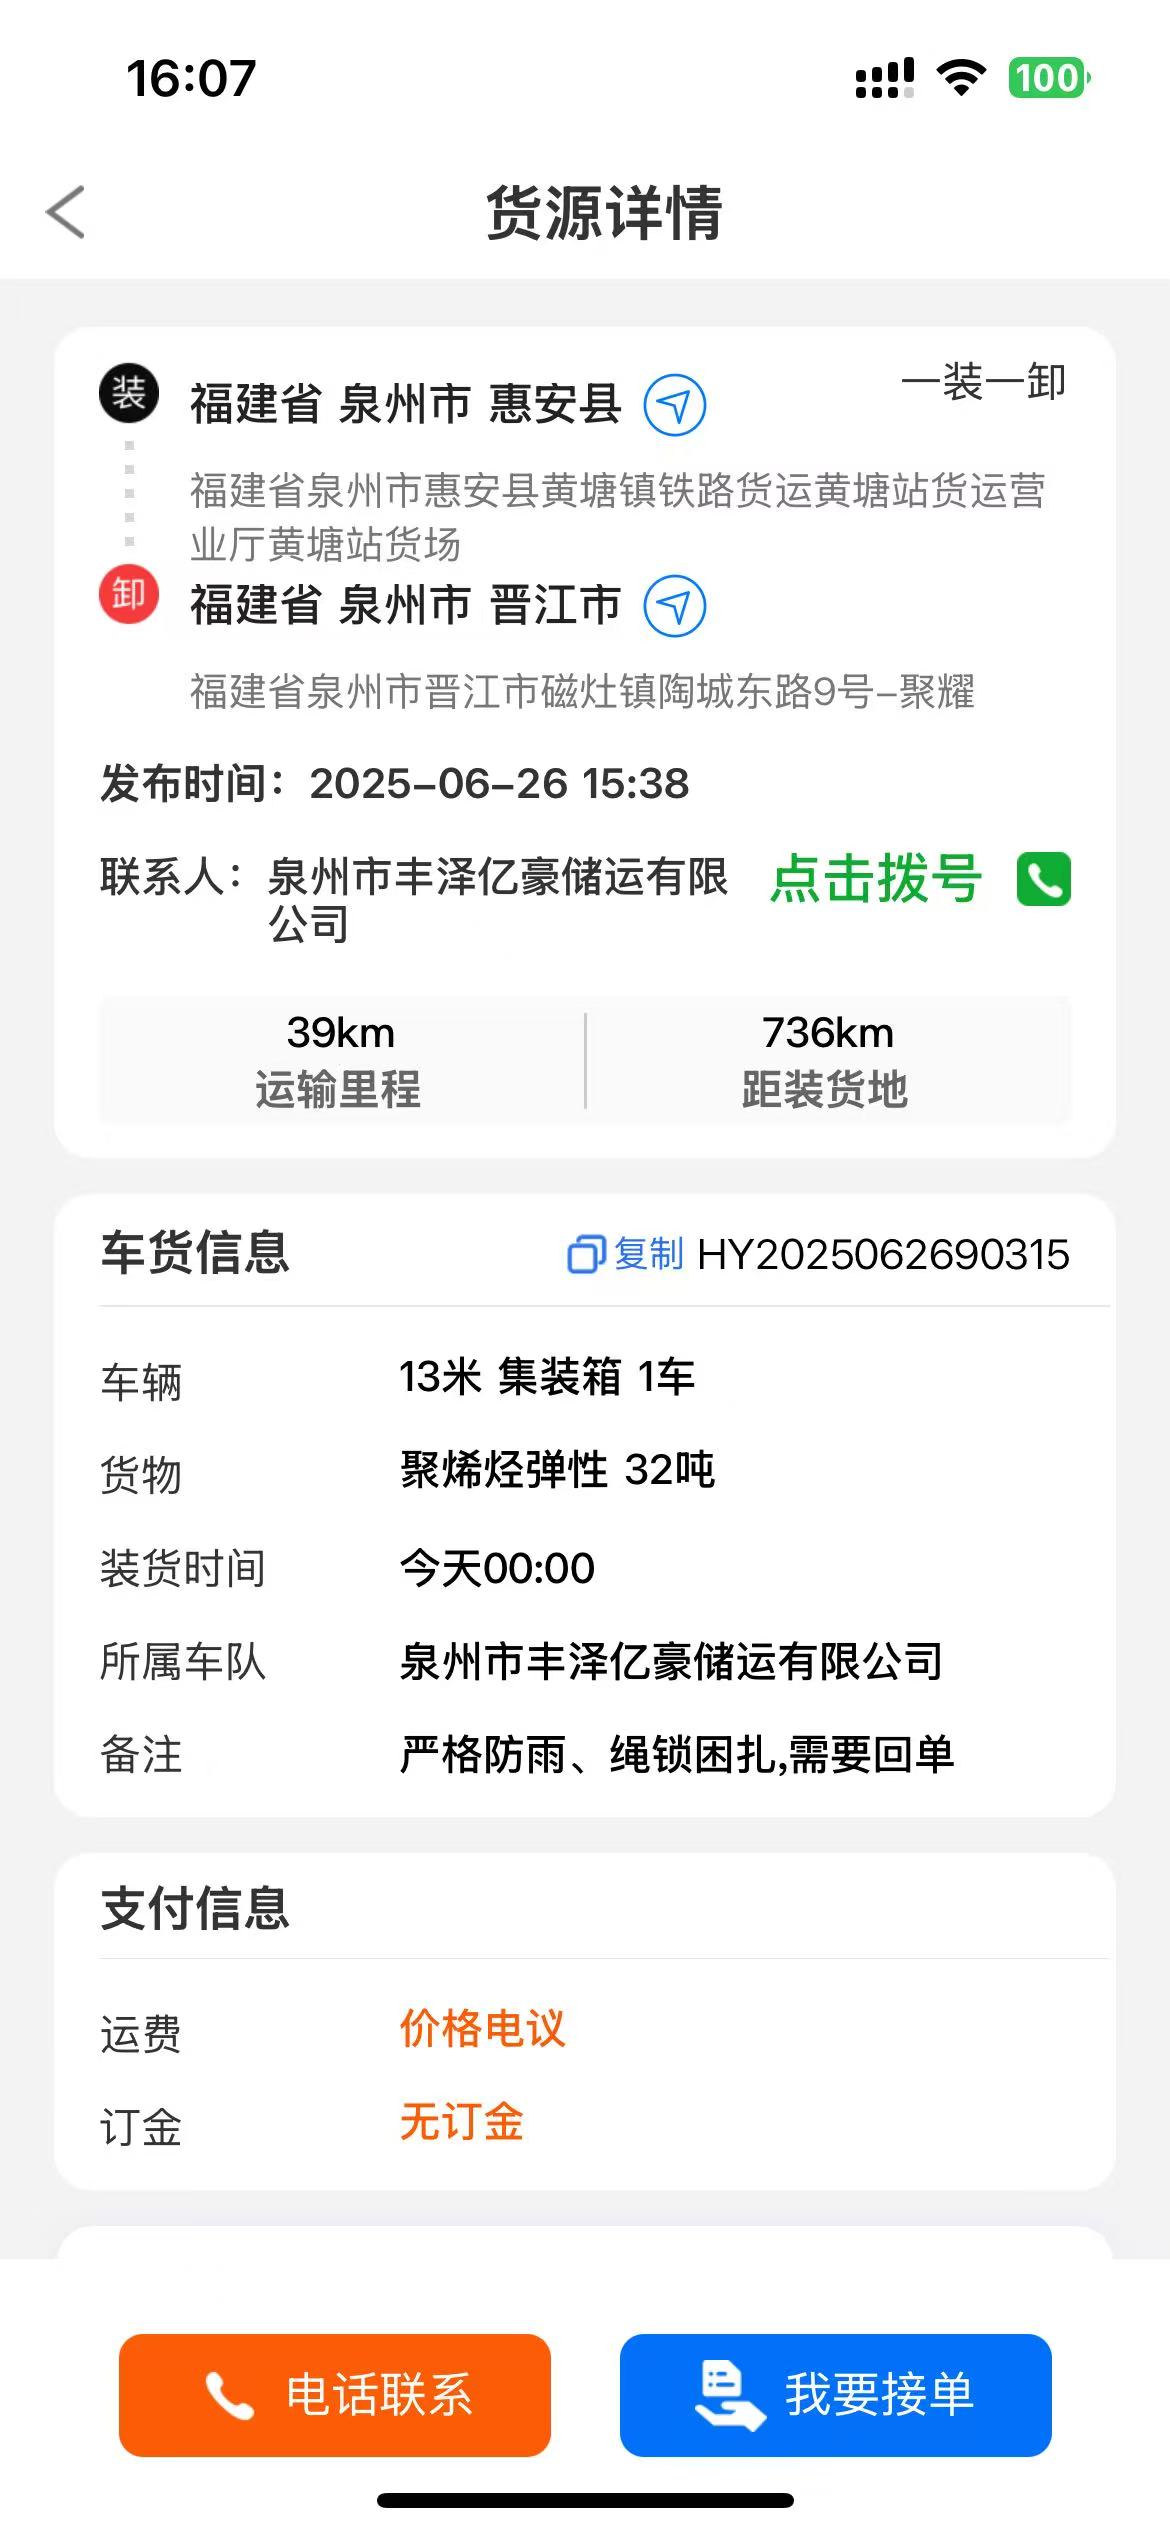 16:07
100
货源详情
装
福建省 泉州市 惠安县
一装一卸
福建省泉州市惠安县黄塘镇铁路货运黄塘站货运营
业厅黄塘站货场
卸
福建省 泉州市 晋江市
福建省泉州市晋江市磁灶镇陶城东路9号-聚耀
发布时间：2025-06-26 15:38
联系人：泉州市丰泽亿豪储运有限
公司
点击拨号
39km
736km
运输里程
距装货地
车货信息
复制 HY2025062690315
车辆
13米 集装箱 1车
货物
聚烯烃弹性 32吨
装货时间
今天00:00
所属车队
泉州市丰泽亿豪储运有限公司
备注
严格防雨、绳锁困扎,需要回单
支付信息
运费
价格电议
订金
无订金
电话联系
我要接单